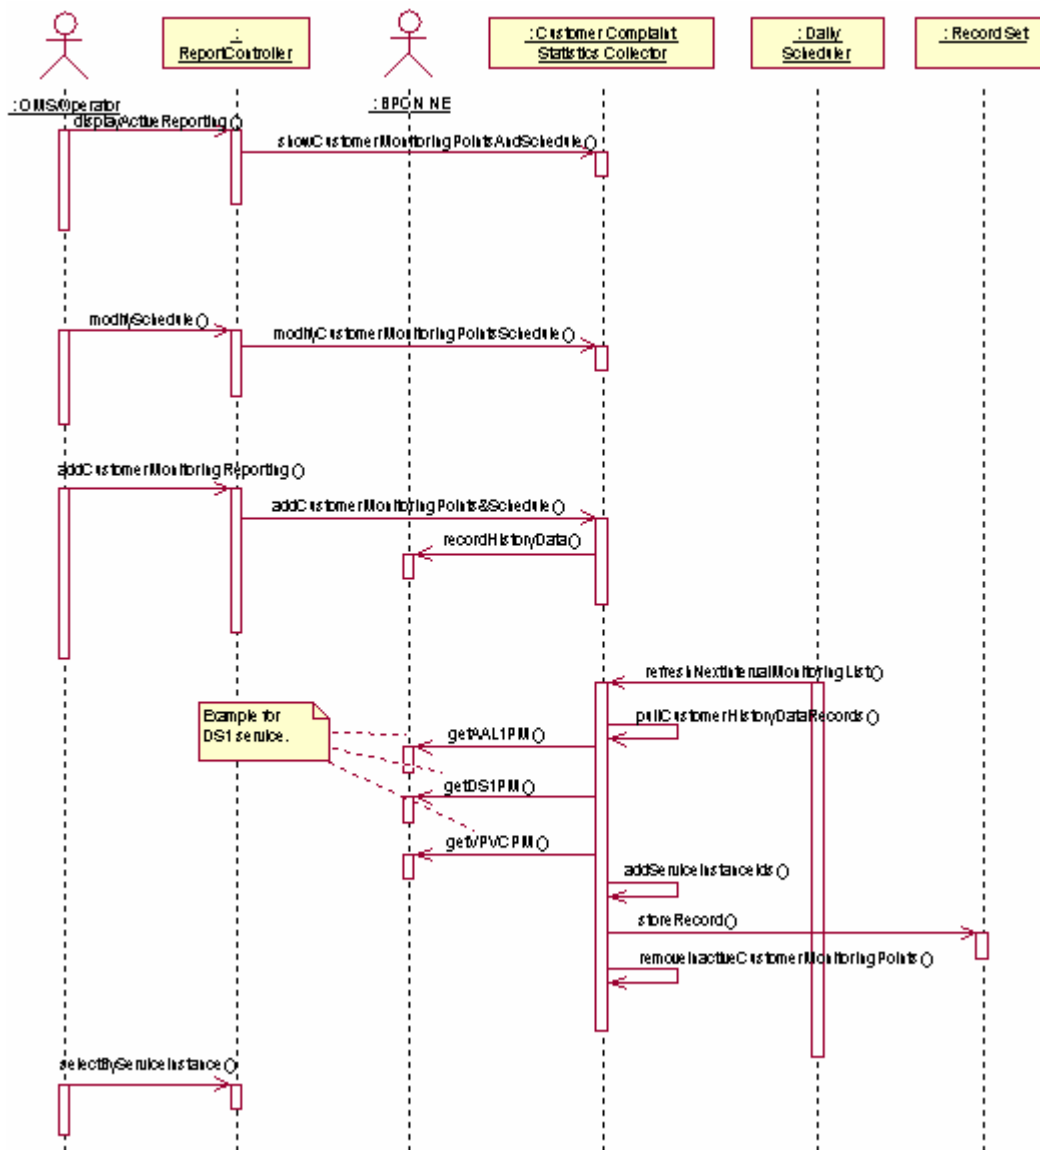 :
ReportController
: Customer Complaint
Statistics Collector
: Daily
Scheduler
: Record Set
: OMS/Operator
: BPON NE
displayActiveReporting()
showCustomerMonitoringPointsAndSchedule()
modifySchedule()
modifyCustomerMonitoringPointsSchedule()
addCustomerMonitoringReporting()
addCustomerMonitoringPoints&Schedule()
recordHistoryData()
refreshNextIntervalMonitoringList()
pullCustomerHistoryDataRecords()
Example for
DS1 service.
getAAL1PM()
getDS1PM()
getVPVCPM()
addServiceInstanceIds()
storeRecord()
removeInactiveCustomerMonitoringPoints()
selectByServiceInstance()